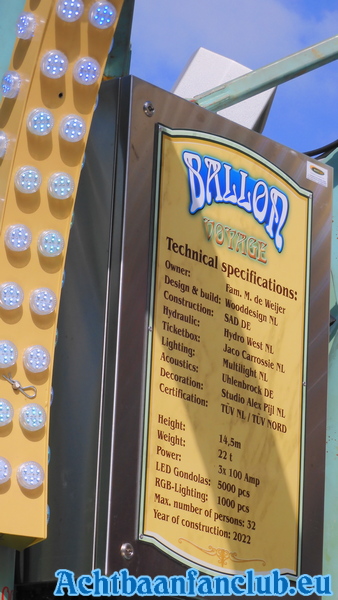 BALLON
VOYAGE
Technical specifications:
Owner: Fam. M. de Weijer
Design & build: Wooddesign NL
Construction: SAD DE
Hydraulic: Hydro West NL
Ticketbox: Jaco Carrossie NL
Lighting: Multilight NL
Acoustics: Uhlenbrock DE
Decoration: Studio Alex Pijl NL
Certification: TÜV NL / TÜV NORD
Height: 14,5m
Weight: 22 t
Power: 3x 100 Amp
LED Gondolas: 5000 pcs
RGB-Lighting: 1000 pcs
Max. number of persons: 32
Year of construction: 2022
Achtbaanfanclub.eu